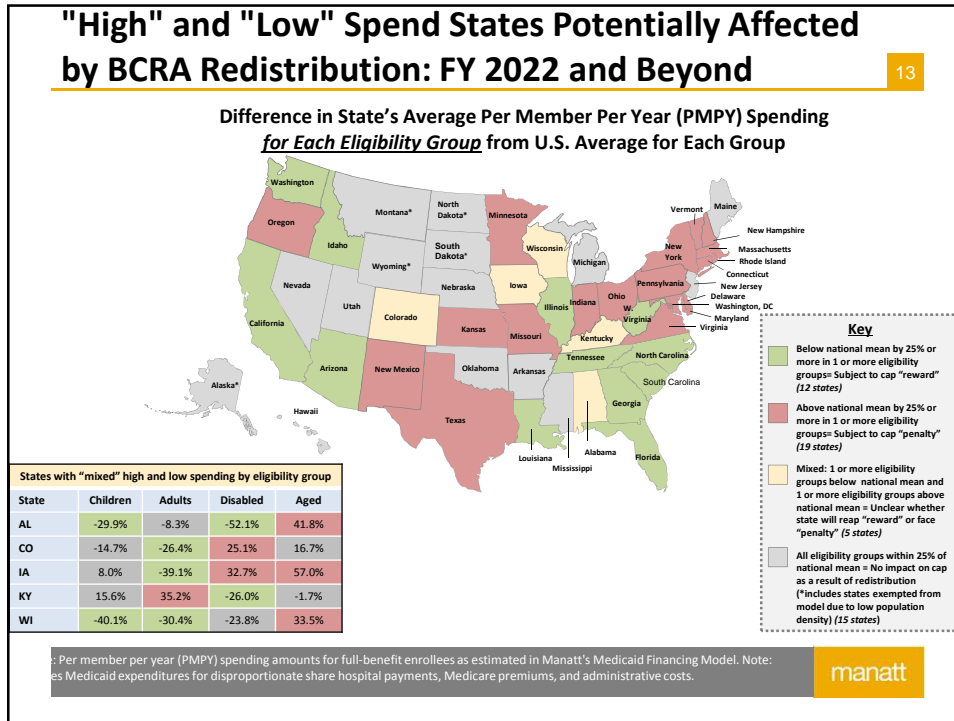 "High" and "Low" Spend States Potentially Affected
by BCRA Redistribution: FY 2022 and Beyond
13
Difference in State's Average Per Member Per Year (PMPY) Spending
for Each Eligibility Group from U.S. Average for Each Group
Washington
Oregon
Idaho
Montana*
North
Dakota*
South
Dakota*
Wyoming*
Nebraska
Nevada
Utah
California
Colorado
Arizona
New Mexico
Kansas
Oklahoma
Texas
Minnesota
Wisconsin
Iowa
Missouri
Arkansas
Illinois
Michigan
Indiana
Ohio
W.
Virginia
Kentucky
Tennessee
North Carolina
South Carolina
Georgia
Florida
Louisiana
Mississippi
Alabama
Alaska*
Hawaii
Vermont
Maine
New Hampshire
Massachusetts
Rhode Island
Connecticut
New
York
Pennsylvania
New Jersey
Delaware
Washington, DC
Maryland
Virginia
Key
Below national mean by 25% or
more in 1 or more eligibility
groups= Subject to cap "reward"
(12 states)
Above national mean by 25% or
more in 1 or more eligibility
groups= Subject to cap "penalty"
(19 states)
Mixed: 1 or more eligibility
groups below national mean and
1 or more eligibility groups above
national mean = Unclear whether
state will reap "reward" or face
"penalty" (5 states)
All eligibility groups within 25% of
national mean = No impact on cap
as a result of redistribution
(*includes states exempted from
model due to low population
density) (15 states)
States with "mixed" high and low spending by eligibility group
State Children Adults Disabled Aged
AL -29.9% -8.3% -52.1% 41.8%
CO -14.7% -26.4% 25.1% 16.7%
IA 8.0% -39.1% 32.7% 57.0%
KY 15.6% 35.2% -26.0% -1.7%
WI -40.1% -30.4% -23.8% 33.5%
: Per member per year (PMPY) spending amounts for full-benefit enrollees as estimated in Manatt's Medicaid Financing Model. Note:
es Medicaid expenditures for disproportionate share hospital payments, Medicare premiums, and administrative costs.
manatt